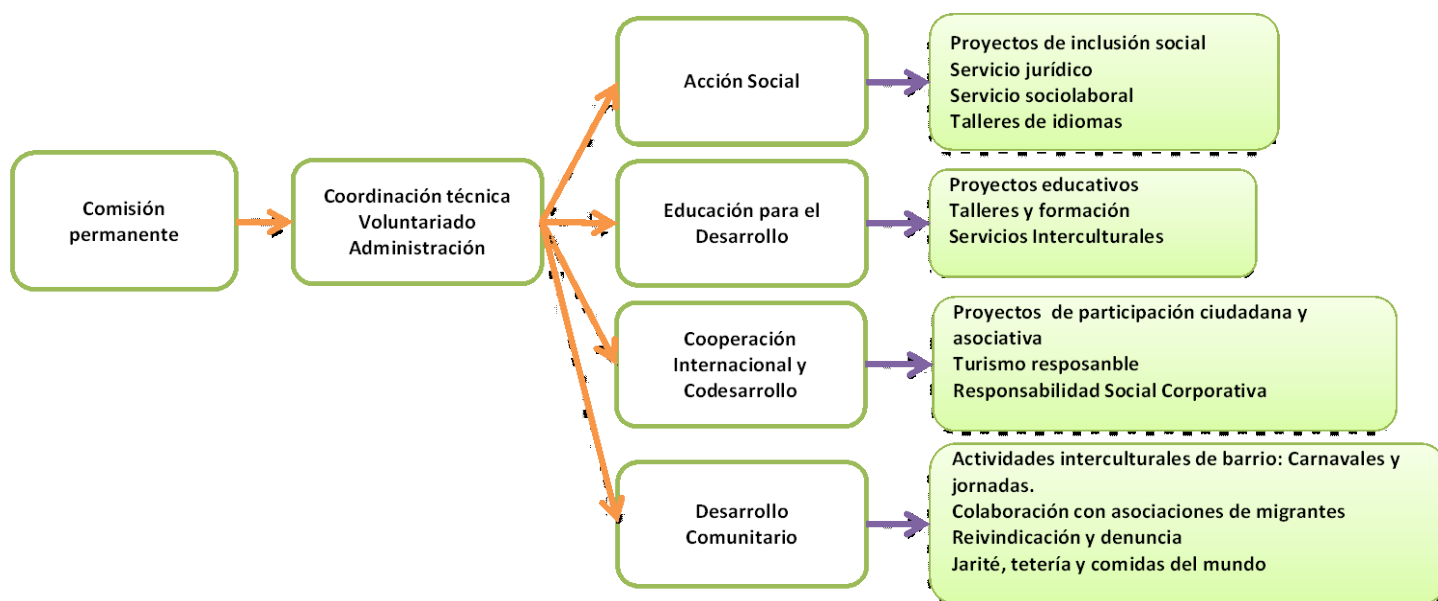 Comisión
permanente
Coordinación técnica
Voluntariado
Administración
Acción Social
Proyectos de inclusión social
Servicio jurídico
Servicio sociolaboral
Talleres de idiomas
Educación para el
Desarrollo
Proyectos educativos
Talleres y formación
Servicios Interculturales
Cooperación
Internacional y
Codesarrollo
Proyectos de participación ciudadana y
asociativa
Turismo resposanble
Responsabilidad Social Corporativa
Desarrollo
Comunitario
Actividades interculturales de barrio: Carnavales y
jornadas.
Colaboración con asociaciones de migrantes
Reivindicación y denuncia
Jarité, tetería y comidas del mundo